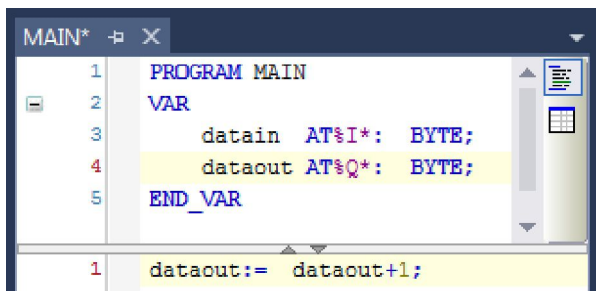 MAIN*
1 PROGRAM MAIN
2 VAR
3 datain AT%I*: BYTE;
4 dataout AT%Q*: BYTE;
5 END_VAR
1 dataout:= dataout+1;